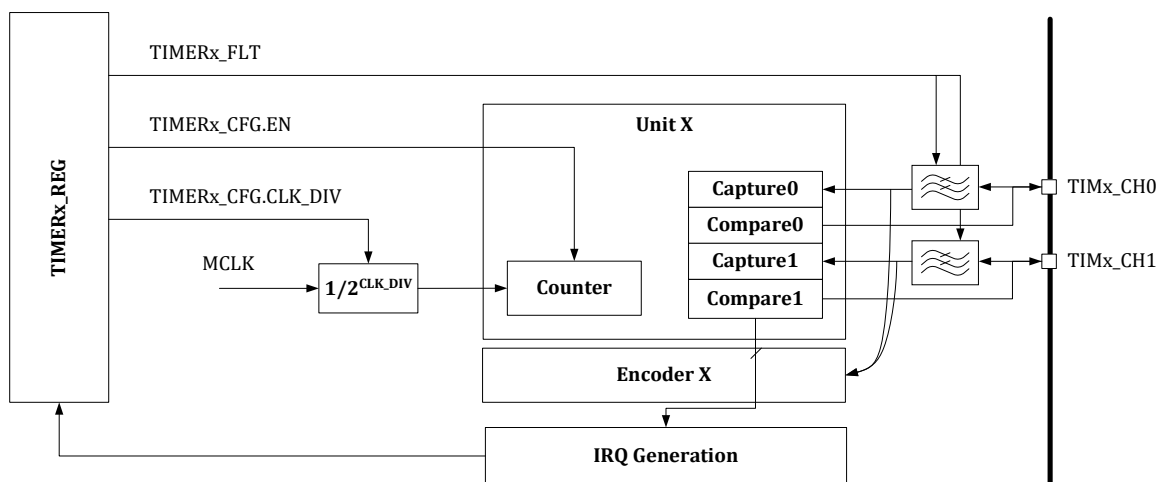 TIMERx_FLT
TIMERx_CFG.EN
Unit X
TIMERx_REG
Capture0
TIMx_CH0
TIMERx_CFG.CLK_DIV
Compare0
Capture1
TIMx_CH1
MCLK
1/2^CLK_DIV
Counter
Compare1
Encoder X
IRQ Generation